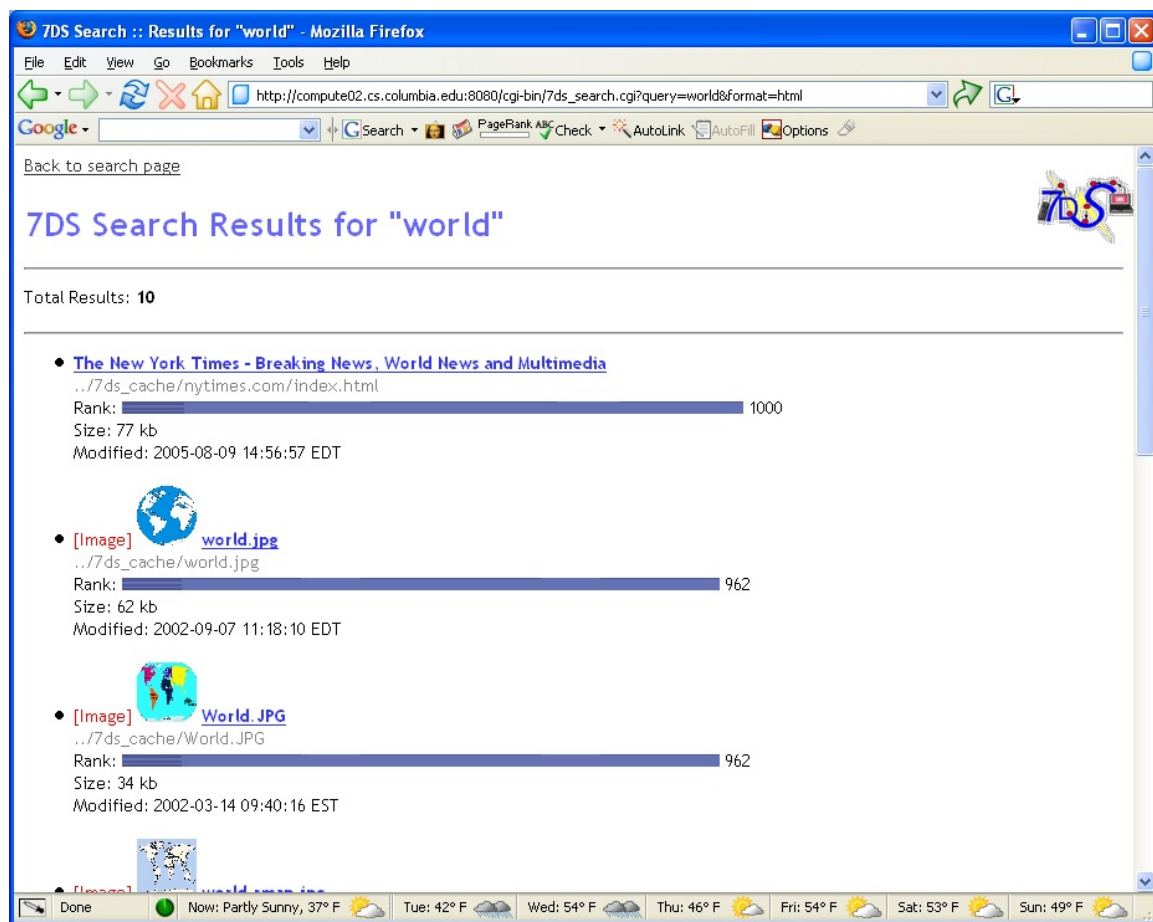 7DS Search :: Results for "world" - Mozilla Firefox
File Edit View Go Bookmarks Tools Help
http://compute02.cs.columbia.edu:8080/cgi-bin/7ds_search.cgi?query=world&format=html
G
Google Search PageRank ABC Check AutoLink AutoFill Options
Back to search page
7DS
7DS Search Results for "world"
Total Results: 10
The New York Times - Breaking News, World News and Multimedia
../7ds_cache/nytimes.com/index.html
Rank: 1000
Size: 77 kb
Modified: 2005-08-09 14:56:57 EDT
[Image] world.jpg
../7ds_cache/world.jpg
Rank: 962
Size: 62 kb
Modified: 2002-09-07 11:18:10 EDT
[Image] World.JPG
../7ds_cache/World.JPG
Rank: 962
Size: 34 kb
Modified: 2002-03-14 09:40:16 EST
[Image]
Done Now: Partly Sunny, 37° F Tue: 42° F Wed: 54° F Thu: 46° F Fri: 54° F Sat: 53° F Sun: 49° F